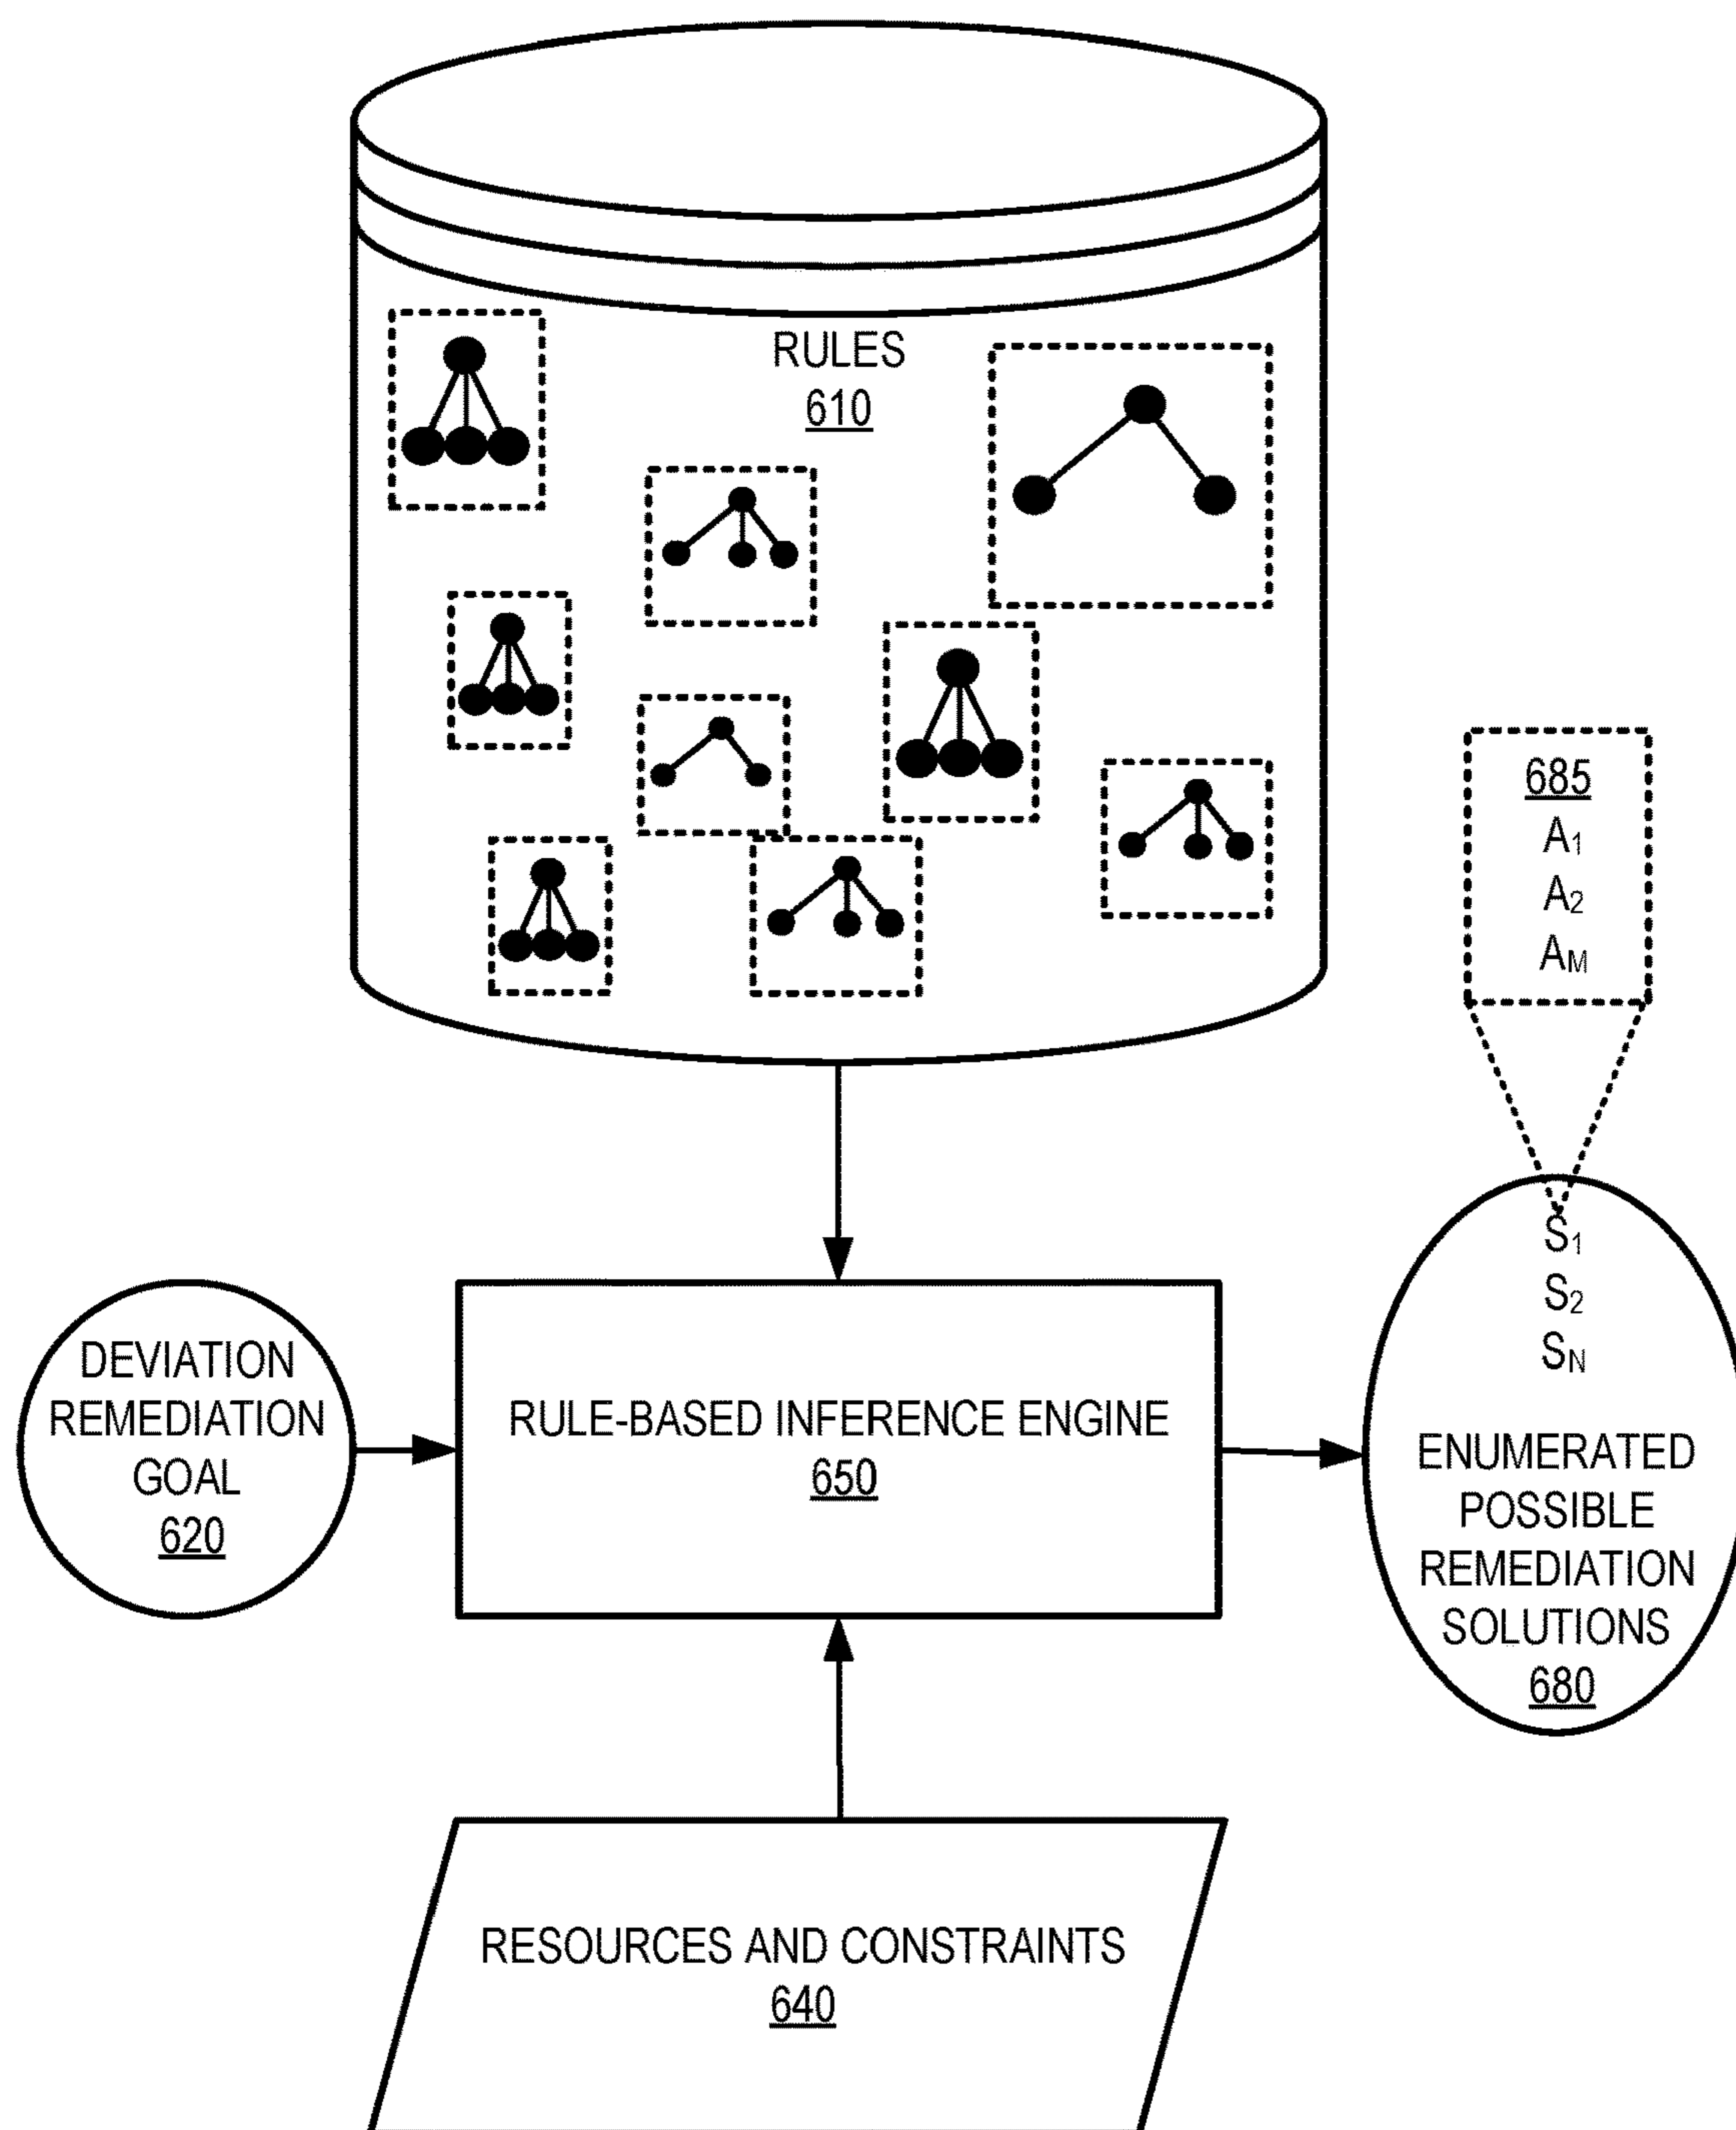 RULES
610
685
A1
A2
AM
S1
S2
SN
ENUMERATED
POSSIBLE
REMEDIATION
SOLUTIONS
680
DEVIATION
REMEDIATION
GOAL
620
RULE-BASED INFERENCE ENGINE
650
RESOURCES AND CONSTRAINTS
640